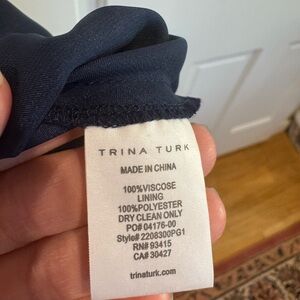 TRINA TURK
MADE IN CHINA
100%VISCOSE
LINING
100%POLYESTER
DRY CLEAN ONLY
PO# 04176-00
Style# 2208300PG1
RN# 93415
CA# 30427
trinaturk.com